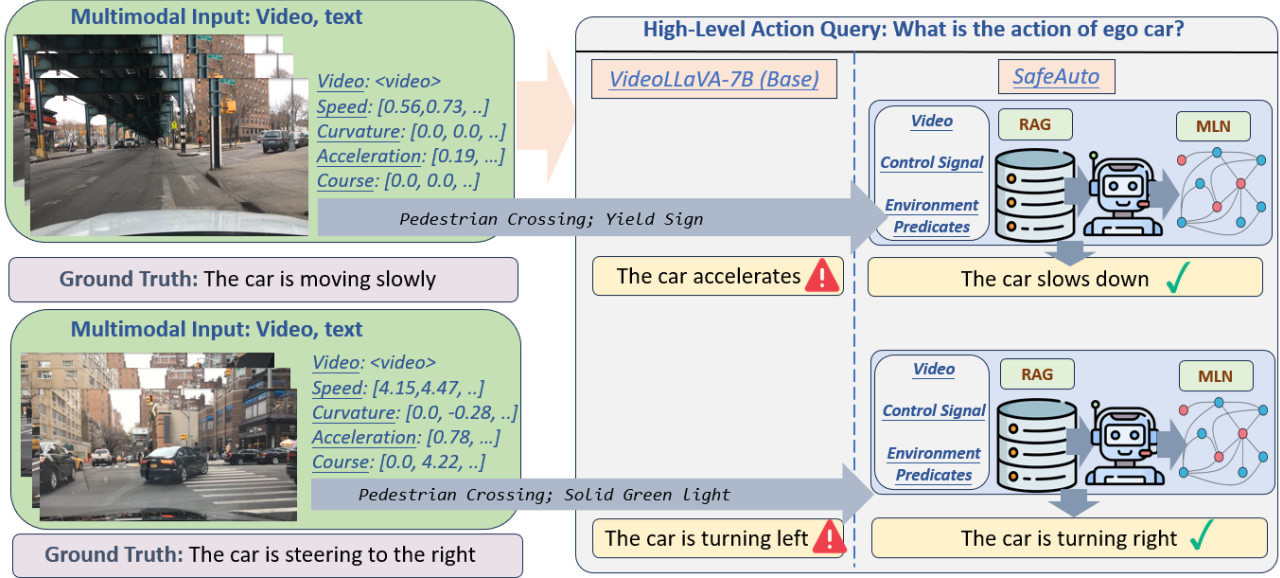 Multimodal Input: Video, text
Video: <video>
Speed: [0.56,0.73, ..]
Curvature: [0.0, 0.0, ..]
Acceleration: [0.19, ...]
Course: [0.0, 0.0, ..]
Pedestrian Crossing; Yield Sign
Ground Truth: The car is moving slowly
Multimodal Input: Video, text
Video: <video>
Speed: [4.15,4.47, ..]
Curvature: [0.0, -0.28, ..]
Acceleration: [0.78, ...]
Course: [0.0, 4.22, ..]
Pedestrian Crossing; Solid Green light
Ground Truth: The car is steering to the right
High-Level Action Query: What is the action of ego car?
VideoLLaVA-7B (Base)
SafeAuto
Video
Control Signal
Environment
Predicates
RAG
MLN
The car accelerates
The car slows down
Video
Control Signal
Environment
Predicates
RAG
MLN
The car is turning left
The car is turning right